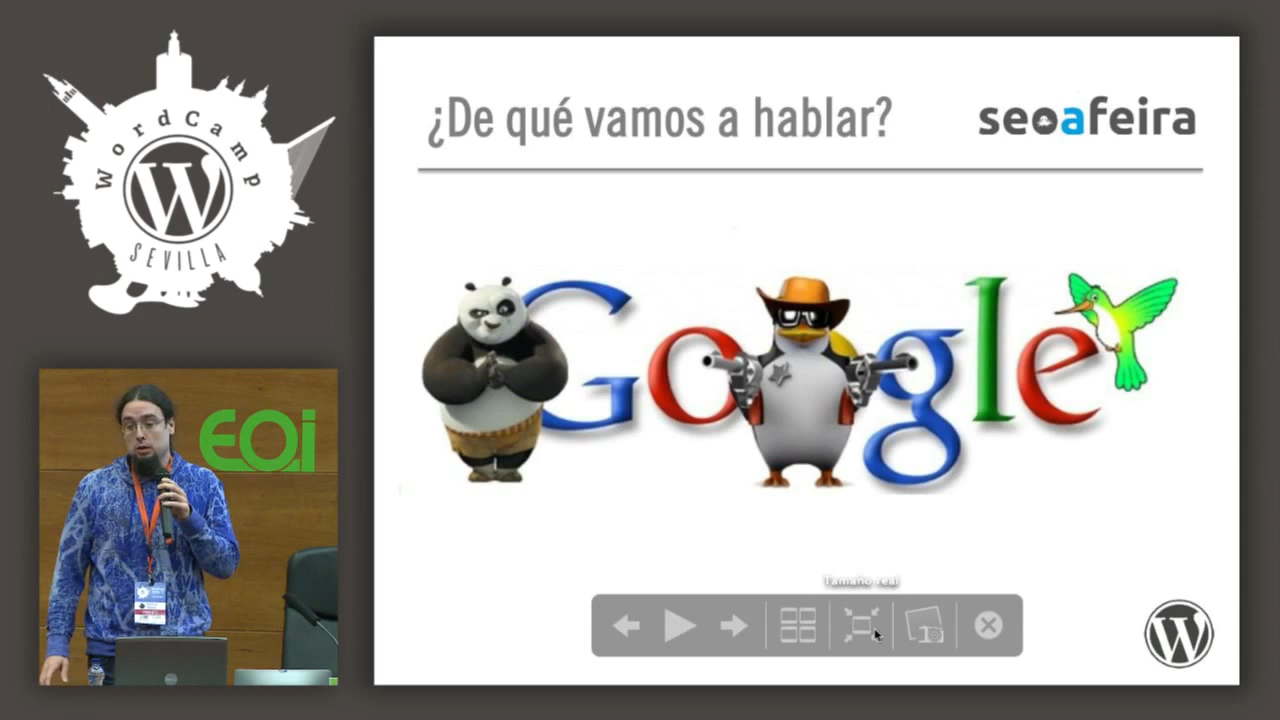 WordCamp
SEVILLA
¿De qué vamos a hablar?
seoafeira
Google
EOi
Tamaño real